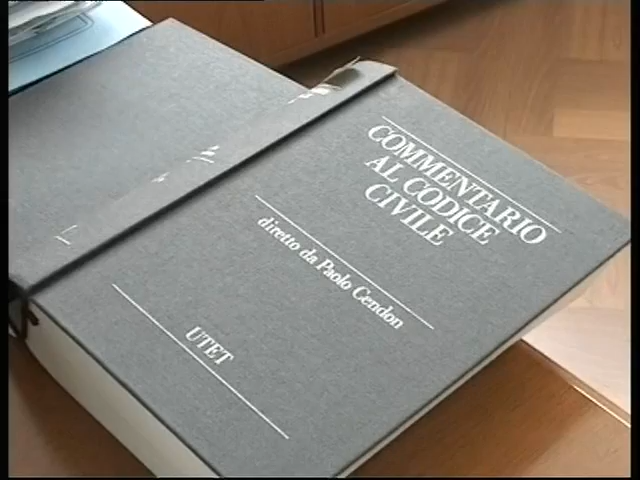 COMMENTARIO
AL CODICE
CIVILE
diretto da Paolo Cendon
UTET